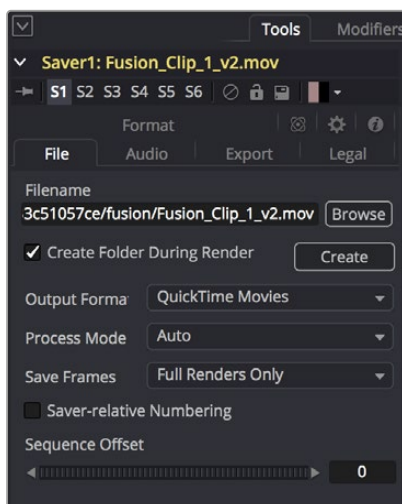 Tools Modifiers
Saver1: Fusion_Clip_1_v2.mov
S1 S2 S3 S4 S5 S6
Format
File Audio Export Legal
Filename
3c51057ce/fusion/Fusion_Clip_1_v2.mov Browse
Create Folder During Render Create
Output Forma QuickTime Movies
Process Mode Auto
Save Frames Full Renders Only
Saver-relative Numbering
Sequence Offset
0